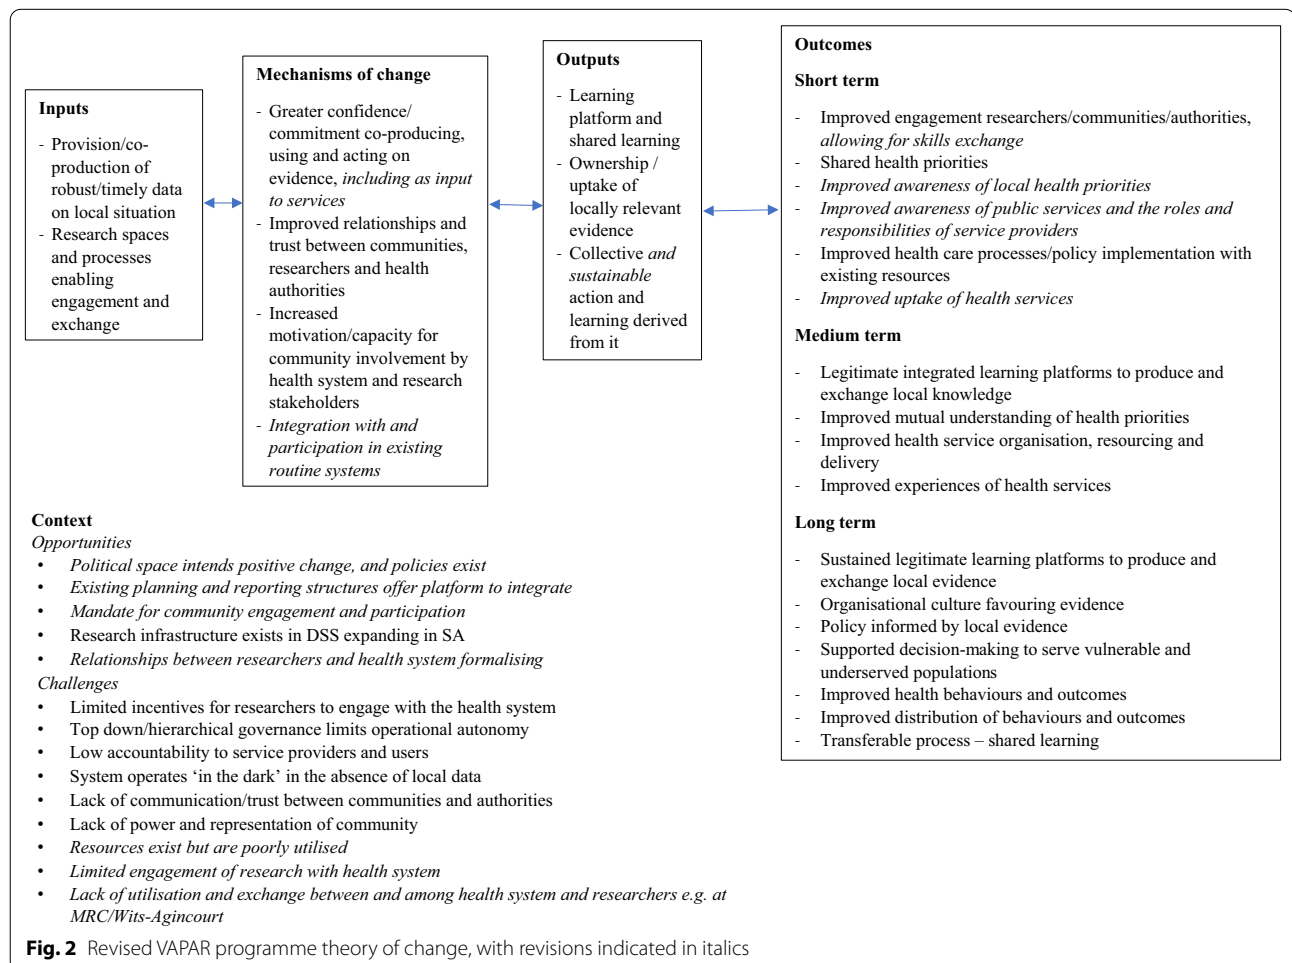 Inputs
- Provision/co-
production of
robust/timely data
on local situation
- Research spaces
and processes
enabling
engagement and
exchange
Mechanisms of change
- Greater confidence/
commitment co-producing,
using and acting on
evidence, including as input
to services
- Improved relationships and
trust between communities,
researchers and health
authorities
- Increased
motivation/capacity for
community involvement by
health system and research
stakeholders
- Integration with and
participation in existing
routine systems
Outputs
- Learning
platform and
shared learning
- Ownership /
uptake of
locally relevant
evidence
- Collective and
sustainable
action and
learning derived
from it
Outcomes
Short term
- Improved engagement researchers/communities/authorities,
allowing for skills exchange
- Shared health priorities
- Improved awareness of local health priorities
- Improved awareness of public services and the roles and
responsibilities of service providers
- Improved health care processes/policy implementation with
existing resources
- Improved uptake of health services
Medium term
- Legitimate integrated learning platforms to produce and
exchange local knowledge
- Improved mutual understanding of health priorities
- Improved health service organisation, resourcing and
delivery
- Improved experiences of health services
Long term
- Sustained legitimate learning platforms to produce and
exchange local evidence
- Organisational culture favouring evidence
- Policy informed by local evidence
- Supported decision-making to serve vulnerable and
underserved populations
- Improved health behaviours and outcomes
- Improved distribution of behaviours and outcomes
- Transferable process – shared learning
Context
Opportunities
• Political space intends positive change, and policies exist
• Existing planning and reporting structures offer platform to integrate
• Mandate for community engagement and participation
• Research infrastructure exists in DSS expanding in SA
• Relationships between researchers and health system formalising
Challenges
• Limited incentives for researchers to engage with the health system
• Top down/hierarchical governance limits operational autonomy
• Low accountability to service providers and users
• System operates ‘in the dark’ in the absence of local data
• Lack of communication/trust between communities and authorities
• Lack of power and representation of community
• Resources exist but are poorly utilised
• Limited engagement of research with health system
• Lack of utilisation and exchange between and among health system and researchers e.g. at
MRC/Wits-Agincourt
Fig. 2 Revised VAPAR programme theory of change, with revisions indicated in italics